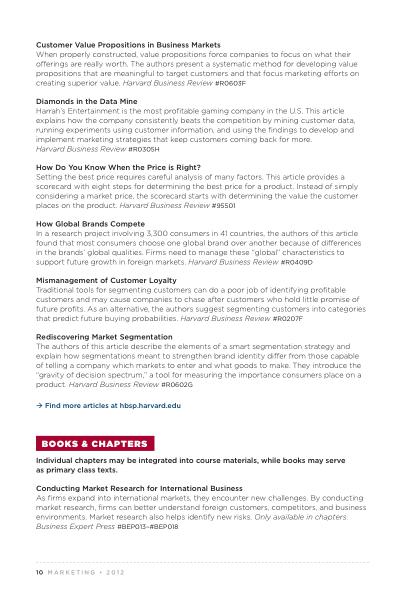 Customer Value Propositions in Business Markets
When properly constructed, value propositions force companies to focus on what their
offerings are really worth. The authors present a systematic method for developing value
propositions that are meaningful to target customers and that focus marketing efforts on
creating superior value. Harvard Business Review #R0603F
Diamonds in the Data Mine
Harrah's Entertainment is the most profitable gaming company in the U.S. This article
explains how the company consistently beats the competition by mining customer data,
running experiments using customer information, and using the findings to develop and
implement marketing strategies that keep customers coming back for more.
Harvard Business Review #R0305H
How Do You Know When the Price is Right?
Setting the best price requires careful analysis of many factors. This article provides a
scorecard with eight steps for determining the best price for a product. Instead of simply
considering a market price, the scorecard starts with determining the value the customer
places on the product. Harvard Business Review #95501
How Global Brands Compete
In a research project involving 3,300 consumers in 41 countries, the authors of this article
found that most consumers choose one global brand over another because of differences
in the brands' global qualities. Firms need to manage these "global" characteristics to
support future growth in foreign markets. Harvard Business Review #R0409D
Mismanagement of Customer Loyalty
Traditional tools for segmenting customers can do a poor job of identifying profitable
customers and may cause companies to chase after customers who hold little promise of
future profits. As an alternative, the authors suggest segmenting customers into categories
that predict future buying probabilities. Harvard Business Review #R0207F
Rediscovering Market Segmentation
The authors of this article describe the elements of a smart segmentation strategy and
explain how segmentations meant to strengthen brand identity differ from those capable
of telling a company which markets to enter and what goods to make. They introduce the
"gravity of decision spectrum," a tool for measuring the importance consumers place on a
product. Harvard Business Review #R0602G
→ Find more articles at hbsp.harvard.edu
BOOKS & CHAPTERS
Individual chapters may be integrated into course materials, while books may serve
as primary class texts.
Conducting Market Research for International Business
As firms expand into international markets, they encounter new challenges. By conducting
market research, firms can better understand foreign customers, competitors, and business
environments. Market research also helps identify new risks. Only available in chapters.
Business Expert Press #BEP013–#BEP018
10 MARKETING • 2012